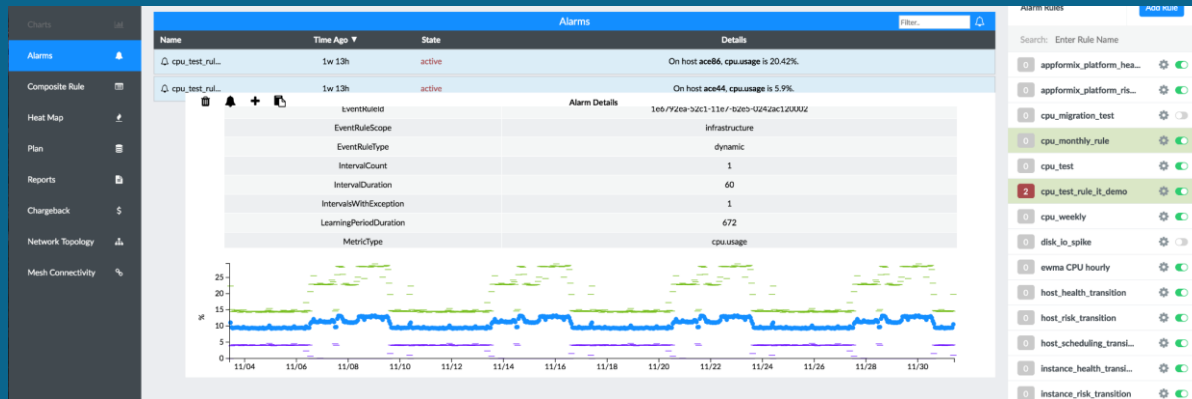 Charts
Alarms
Composite Rule
Heat Map
Plan
Reports
Chargeback
$
Network Topology
Mesh Connectivity
Alarms
Filter..
Name Time Ago ▼ State Details
cpu_test_rul... 1w 13h active On host ace86, cpu.usage is 20.42%.
cpu_test_rul... 1w 13h active On host ace44, cpu.usage is 5.9%.
Alarm Details
EventRuleId 1e6792ea-52c1-11e7-b2e5-0242ac120002
EventRuleScope infrastructure
EventRuleType dynamic
IntervalCount 1
IntervalDuration 60
IntervalsWithException 1
LearningPeriodDuration 672
MetricType cpu.usage
%
25
20
15
10
5
0
11/04 11/06 11/08 11/10 11/12 11/14 11/16 11/18 11/20 11/22 11/24 11/26 11/28 11/30
Alarm Rules Add Rule
Search: Enter Rule Name
0 appformix_platform_hea...
0 appformix_platform_ris...
0 cpu_migration_test
0 cpu_monthly_rule
0 cpu_test
2 cpu_test_rule_it_demo
0 cpu_weekly
0 disk_io_spike
0 ewma CPU hourly
0 host_health_transition
0 host_risk_transition
0 host_scheduling_transi...
0 instance_health_transi...
0 instance_risk_transition